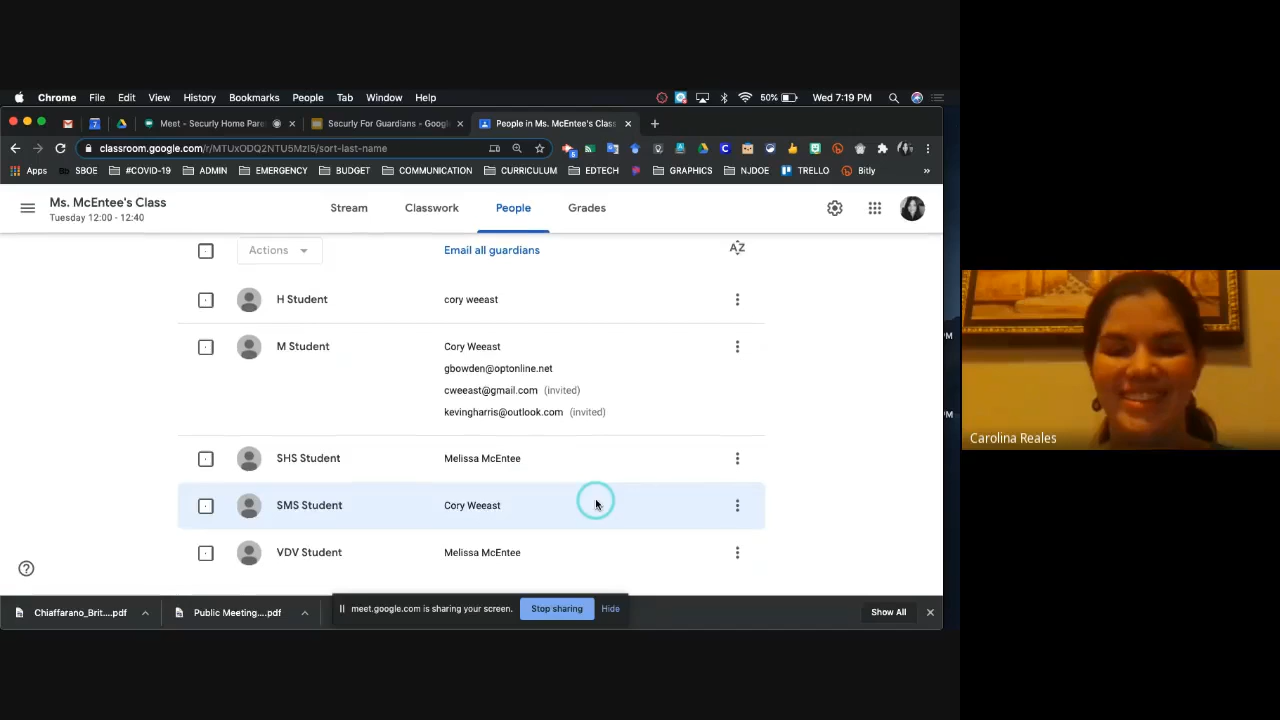 Chrome File Edit View History Bookmarks People Tab Window Help 50% Wed 7:19 PM
Meet - Securly Home Pare Securly For Guardians - Google People in Ms. McEntee's Class
classroom.google.com/r/MTUxODQ2NTU5MzI5/sort-last-name
Apps SBOE #COVID-19 ADMIN EMERGENCY BUDGET COMMUNICATION CURRICULUM EDTECH GRAPHICS NJDOE TRELLO Bitly »
Ms. McEntee's Class
Tuesday 12:00 - 12:40
Stream Classwork People Grades
Actions Email all guardians AZ
H Student cory weeast
M Student Cory Weeast
gbowden@optonline.net
cweeast@gmail.com (invited)
kevingharris@outlook.com (invited)
SHS Student Melissa McEntee
SMS Student Cory Weeast
VDV Student Melissa McEntee
Chiaffarano_Brit....pdf Public Meeting....pdf meet.google.com is sharing your screen. Stop sharing Hide Show All
PM
PM
Carolina Reales